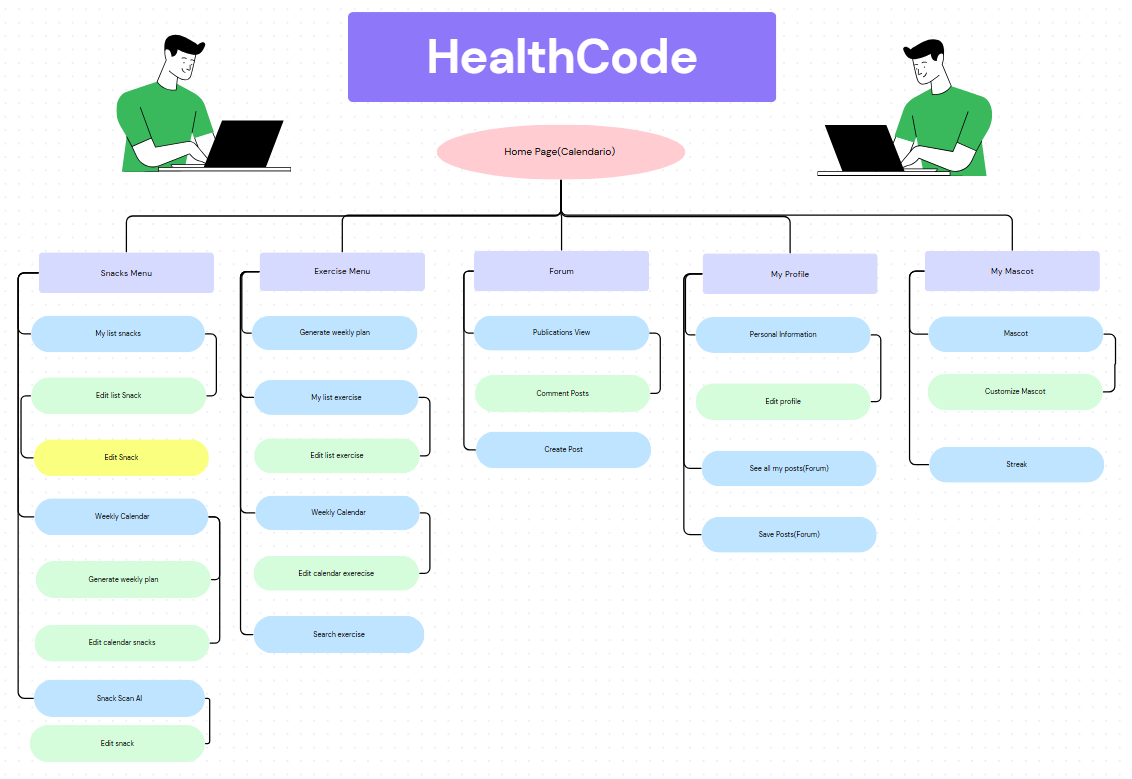 HealthCode
Home Page(Calendario)
Snacks Menu
My list snacks
Edit list Snack
Edit Snack
Weekly Calendar
Generate weekly plan
Edit calendar snacks
Snack Scan AI
Edit snack
Exercise Menu
Generate weekly plan
My list exercise
Edit list exercise
Weekly Calendar
Edit calendar exerecise
Search exercise
Forum
Publications View
Comment Posts
Create Post
My Profile
Personal Information
Edit profile
See all my posts(Forum)
Save Posts(Forum)
My Mascot
Mascot
Customize Mascot
Streak